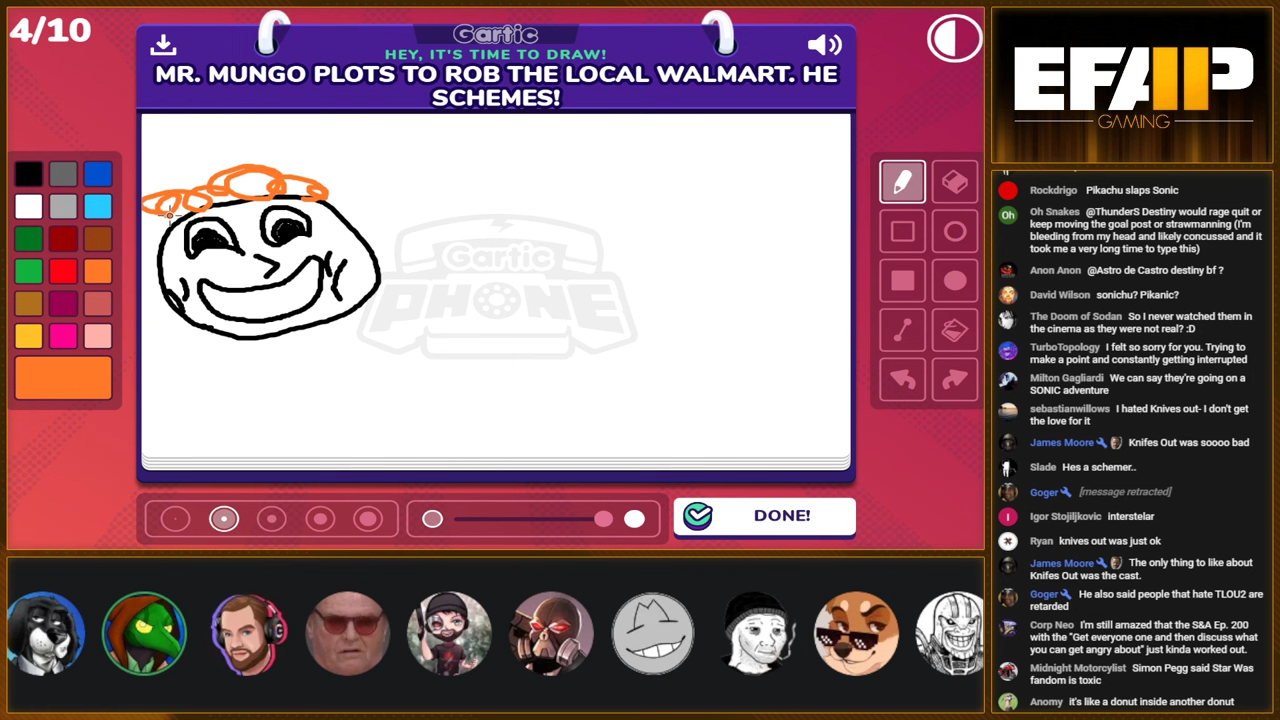 4/10
Gartic
HEY, IT'S TIME TO DRAW!
MR. MUNGO PLOTS TO ROB THE LOCAL WALMART. HE
SCHEMES!
Gartic
PHONE
DONE!
EFAP
GAMING
Rockdrigo Pikachu slaps Sonic
Oh Snakes @ThunderS Destiny would rage quit or
keep moving the goal post or strawmanning (I'm
bleeding from my head and likely concussed and it
took me a very long time to type this)
Anon Anon @Astro de Castro destiny bf ?
David Wilson sonichu? Pikanic?
The Doom of Sodan So I never watched them in
the cinema as they were not real? :D
TurboTopology I felt so sorry for you. Trying to
make a point and constantly getting interrupted
Milton Gagliardi We can say they're going on a
SONIC adventure
sebastianwillows I hated Knives out- I don't get
the love for it
James Moore Knifes Out was soooo bad
Slade Hes a schemer..
Goger [message retracted]
Igor Stojiljkovic interstelar
Ryan knives out was just ok
James Moore The only thing to like about
Knifes Out was the cast.
Goger He also said people that hate TLOU2 are
retarded
Corp Neo I'm still amazed that the S&A Ep. 200
with the "Get everyone one and then discuss what
you can get angry about" just kinda worked out.
Midnight Motorcylist Simon Pegg said Star Was
fandom is toxic
Anomy it's like a donut inside another donut
Oh
I